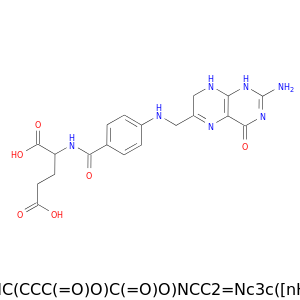 H H
N N NH₂
H
N
O N N
H
HO N O
O
O OH
C(CCC(=O)O)C(=O)O)NCC2=Nc3c([n